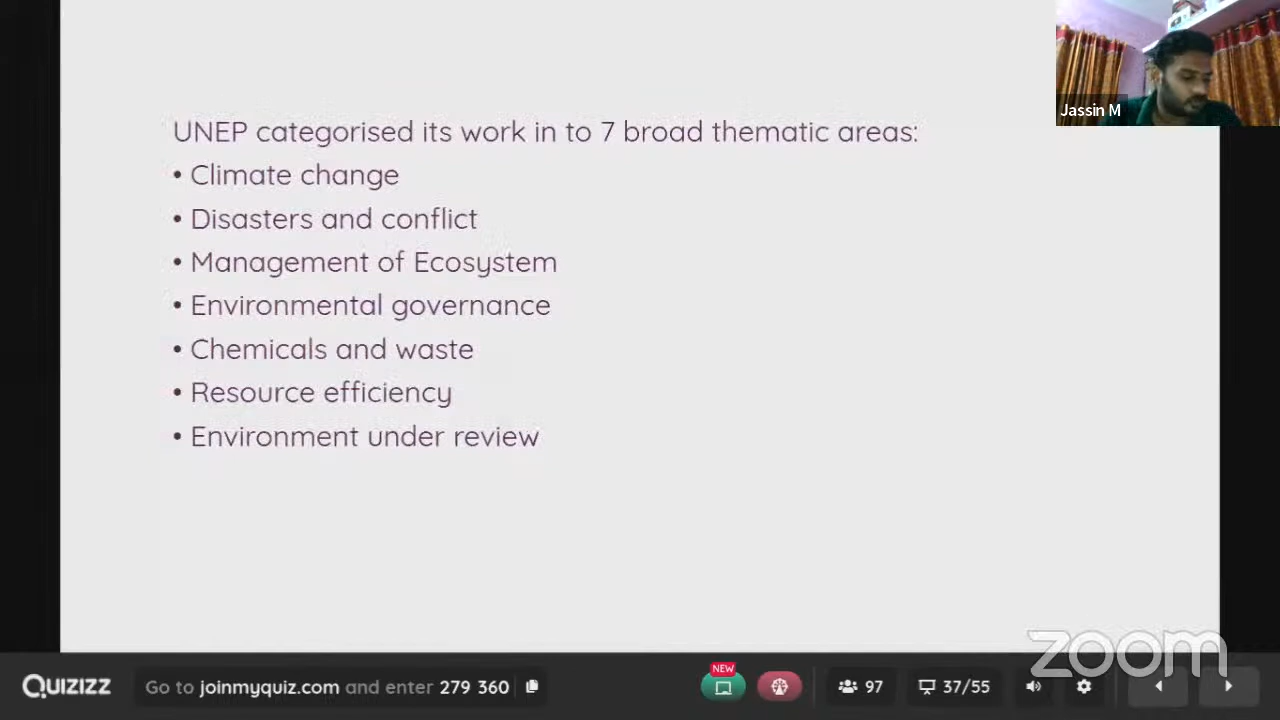 Jassin M
UNEP categorised its work in to 7 broad thematic areas:
• Climate change
• Disasters and conflict
• Management of Ecosystem
• Environmental governance
• Chemicals and waste
• Resource efficiency
• Environment under review
zoom
NEW
Quizizz Go to joinmyquiz.com and enter 279 360 97 37/55